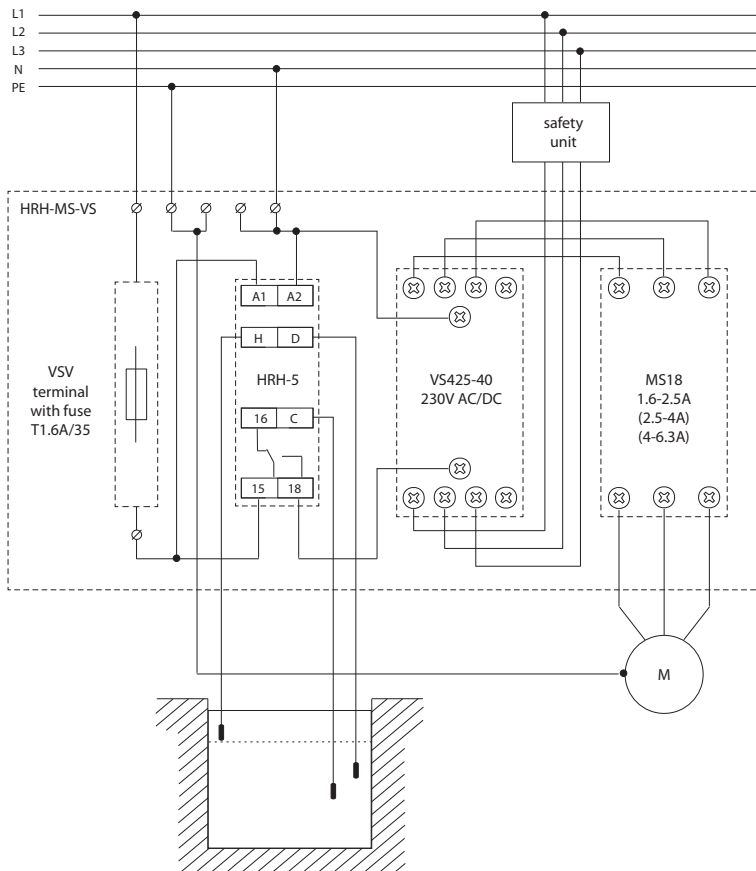 L1
L2
L3
N
PE
safety
unit
HRH-MS-VS
A1 A2
H D
HRH-5
16 C
15 18
VSV
terminal
with fuse
T1.6A/35
VS425-40
230V AC/DC
MS18
1.6-2.5A
(2.5-4A)
(4-6.3A)
M